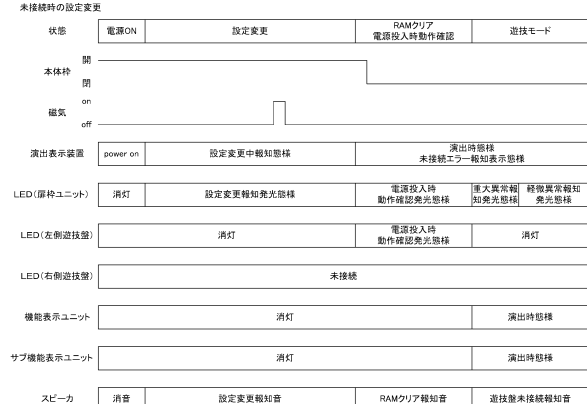 未接続時の設定変更
状態 電源ON 設定変更 RAMクリア
電源投入時動作確認 遊技モード
本体枠 開
閉
磁気 on
off
演出表示装置 power on 設定変更中報知態様 演出時態様
未接続エラー報知表示態様
LED(扉枠ユニット) 消灯 設定変更報知発光態様 電源投入時
動作確認発光態様 重大異常報
知発光態様 軽微異常報知
発光態様
LED(左側遊技盤) 消灯 電源投入時
動作確認発光態様 消灯
LED(右側遊技盤) 未接続
機能表示ユニット 消灯 演出時態様
サブ機能表示ユニット 消灯 演出時態様
スピーカ 消音 設定変更報知音 RAMクリア報知音 遊技盤未接続報知音